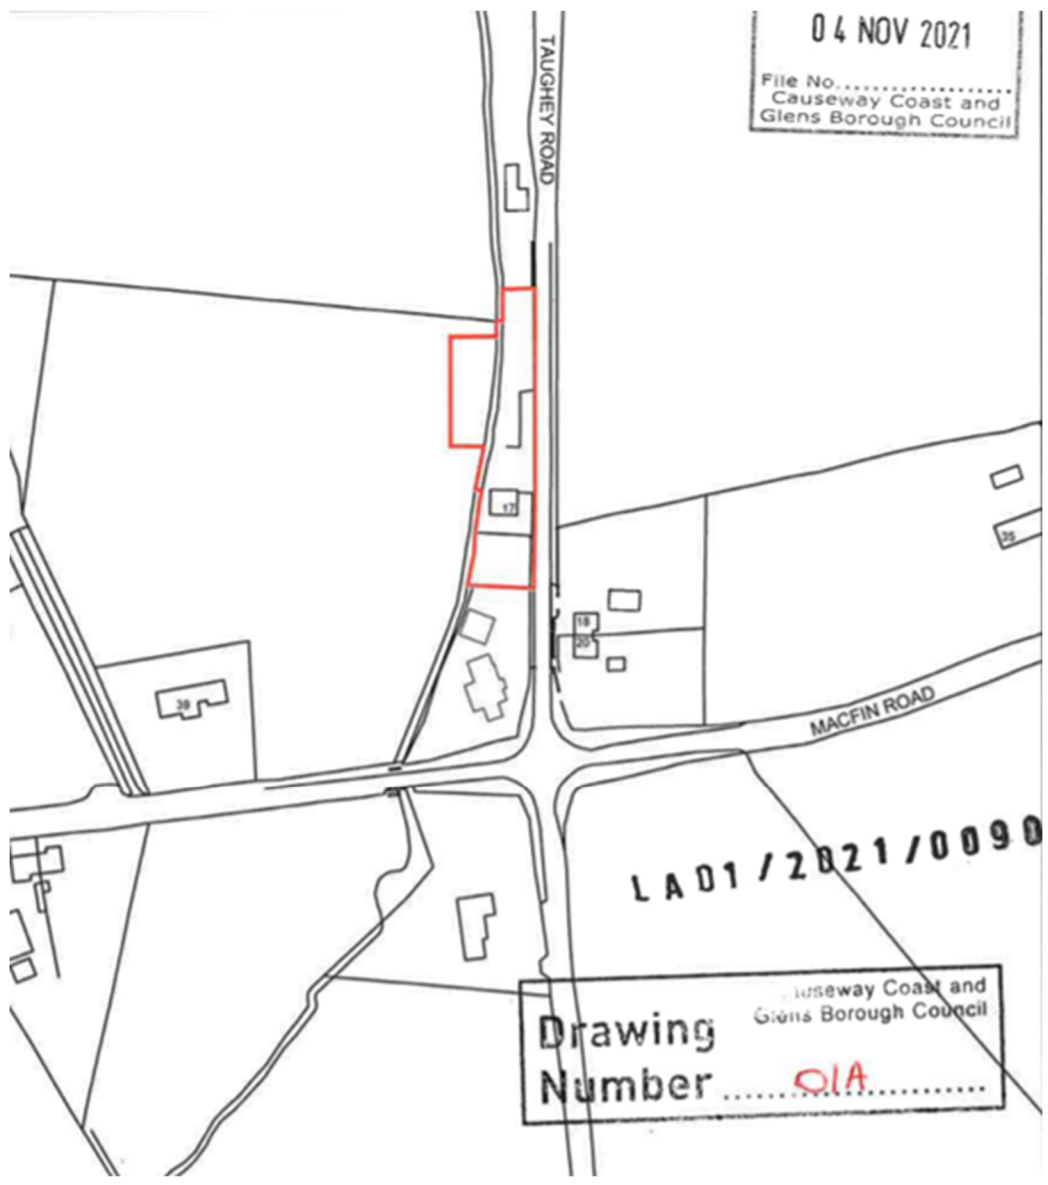 04 NOV 2021
File No.
Causeway Coast and
Glens Borough Council
TAUGHEY ROAD
17
35
18
20
39
MACFIN ROAD
LA01/2021/0090
Causeway Coast and
Glens Borough Council
Drawing
Number 01A